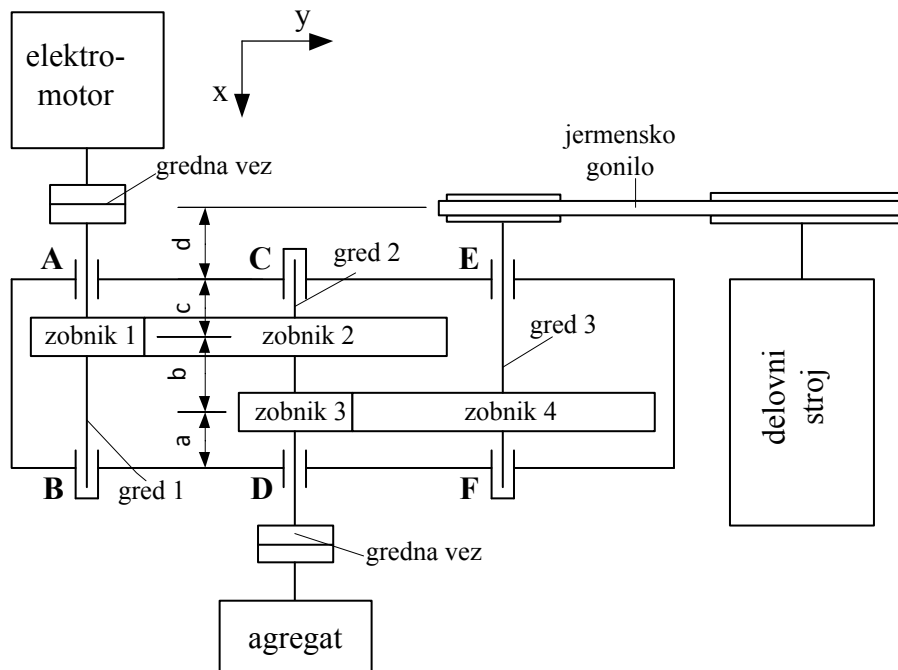 elektro-
motor
y
x
gredna vez
jermensko
gonilo
A
d
C
gred 2
E
c
zobnik 1
zobnik 2
gred 3
b
zobnik 3
zobnik 4
a
delovni
stroj
B
gred 1
D
F
gredna vez
agregat